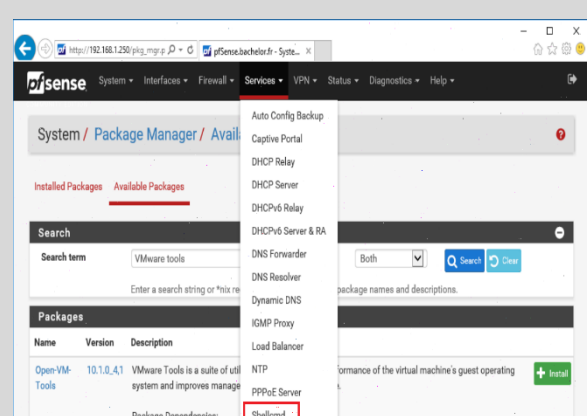 http://192.168.1.250/pkg_mgr.p
pfSense.bachelor.fr - Syste...
pfsense
System Interfaces Firewall Services VPN Status Diagnostics Help
System / Package Manager / Avail
Installed Packages Available Packages
Auto Config Backup
Captive Portal
DHCP Relay
DHCP Server
DHCPv6 Relay
DHCPv6 Server & RA
DNS Forwarder
DNS Resolver
Dynamic DNS
IGMP Proxy
Load Balancer
NTP
PPPoE Server
Shellcmd
Search
Search term VMware tools Both Search Clear
Enter a search string or *nix re package names and descriptions.
Packages
Name Version Description
Open-VM-Tools 10.1.0_4,1 VMware Tools is a suite of util formance of the virtual machine's guest operating Install
system and improves manage e.
Package Dependencies: